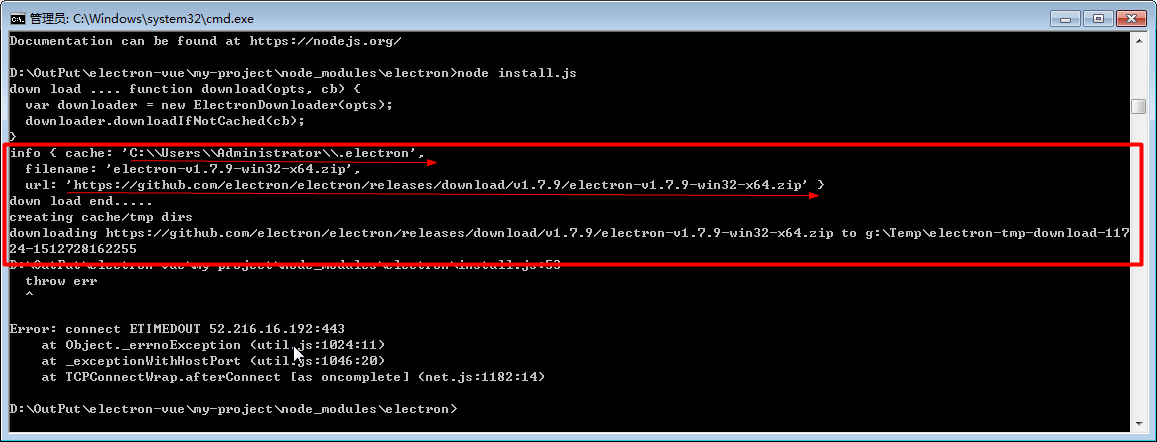 管理员: C:\Windows\system32\cmd.exe
Documentation can be found at https://nodejs.org/
D:\OutPut\electron-vue\my-project\node_modules\electron>node install.js
down load .... function download(opts, cb) {
  var downloader = new ElectronDownloader(opts);
  downloader.downloadIfNotCached(cb);
}
info { cache: 'C:\\Users\\Administrator\\.electron',
  filename: 'electron-v1.7.9-win32-x64.zip',
  url: 'https://github.com/electron/electron/releases/download/v1.7.9/electron-v1.7.9-win32-x64.zip' }
down load end.....
creating cache/tmp dirs
downloading https://github.com/electron/electron/releases/download/v1.7.9/electron-v1.7.9-win32-x64.zip to g:\Temp\electron-tmp-download-117
24-1512728162255
D:\OutPut\electron-vue\my-project\node_modules\electron\install.js:53
  throw err
  ^
Error: connect ETIMEDOUT 52.216.16.192:443
    at Object._errnoException (util.js:1024:11)
    at _exceptionWithHostPort (util.js:1046:20)
    at TCPConnectWrap.afterConnect [as oncomplete] (net.js:1182:14)
D:\OutPut\electron-vue\my-project\node_modules\electron>